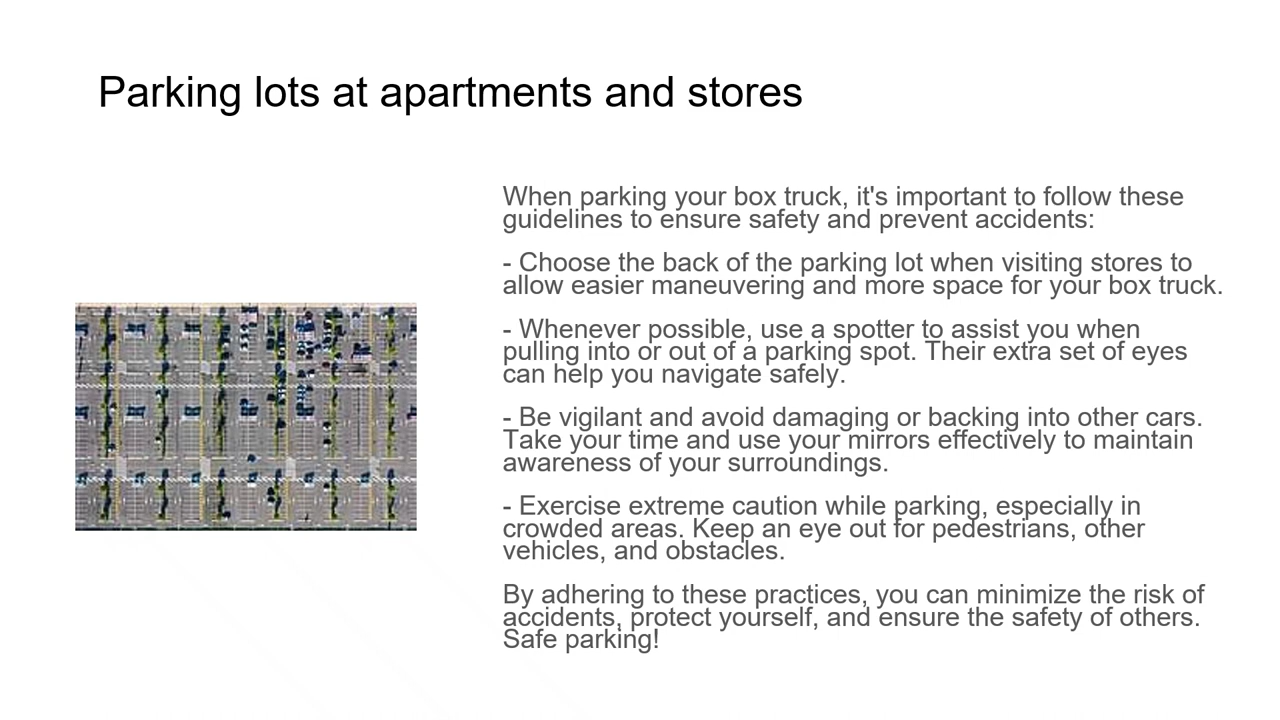 Parking lots at apartments and stores
When parking your box truck, it's important to follow these
guidelines to ensure safety and prevent accidents:
- Choose the back of the parking lot when visiting stores to
allow easier maneuvering and more space for your box truck.
- Whenever possible, use a spotter to assist you when
pulling into or out of a parking spot. Their extra set of eyes
can help you navigate safely.
- Be vigilant and avoid damaging or backing into other cars.
Take your time and use your mirrors effectively to maintain
awareness of your surroundings.
- Exercise extreme caution while parking, especially in
crowded areas. Keep an eye out for pedestrians, other
vehicles, and obstacles.
By adhering to these practices, you can minimize the risk of
accidents, protect yourself, and ensure the safety of others.
Safe parking!